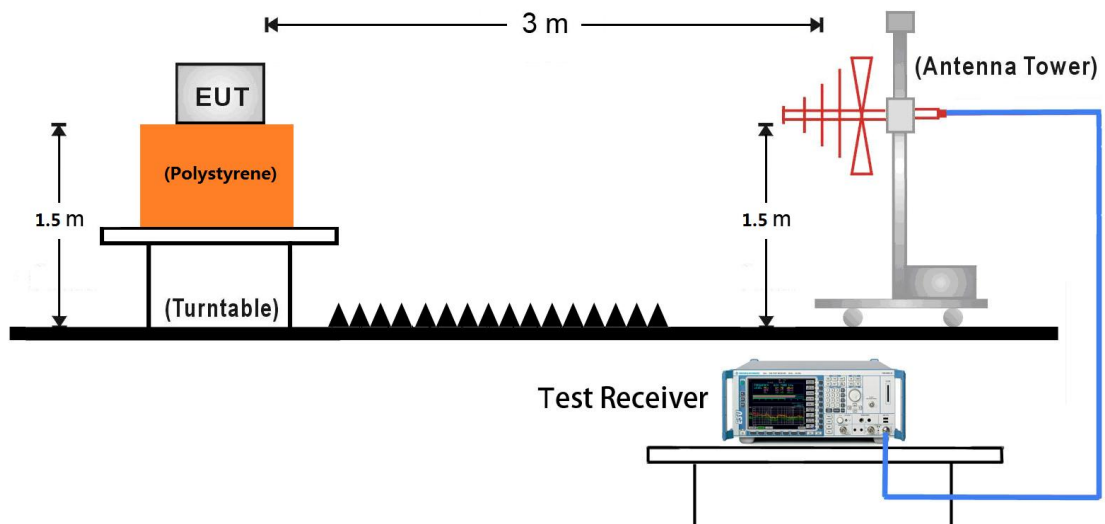 3 m
(Antenna Tower)
EUT
(Polystyrene)
1.5 m
1.5 m
(Turntable)
Test Receiver